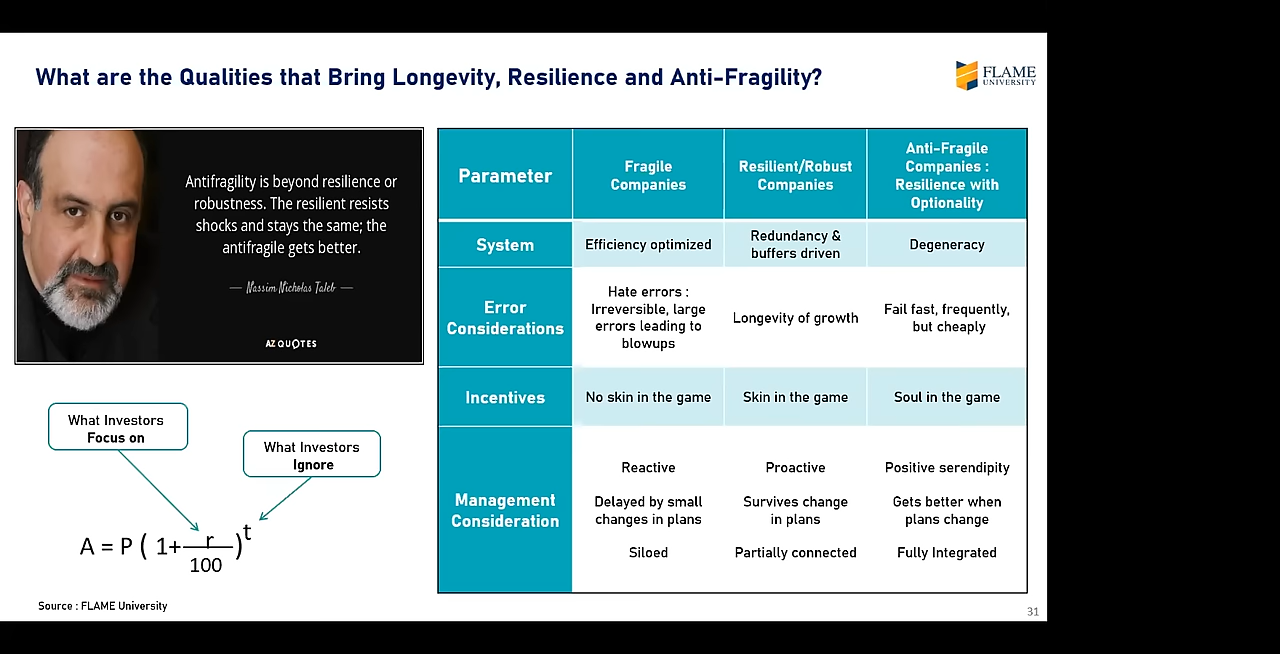 What are the Qualities that Bring Longevity, Resilience and Anti-Fragility?
FLAME
UNIVERSITY
Antifragility is beyond resilience or
robustness. The resilient resists
shocks and stays the same; the
antifragile gets better.
— Nassim Nicholas Taleb —
AZ QUOTES
What Investors
Focus on
What Investors
Ignore
A = P ( 1+ r/100 )^t
Parameter
Fragile
Companies
Resilient/Robust
Companies
Anti-Fragile
Companies :
Resilience with
Optionality
System
Efficiency optimized
Redundancy &
buffers driven
Degeneracy
Error
Considerations
Hate errors :
Irreversible, large
errors leading to
blowups
Longevity of growth
Fail fast, frequently,
but cheaply
Incentives
No skin in the game
Skin in the game
Soul in the game
Management
Consideration
Reactive
Delayed by small
changes in plans
Siloed
Proactive
Survives change
in plans
Partially connected
Positive serendipity
Gets better when
plans change
Fully Integrated
Source : FLAME University
31